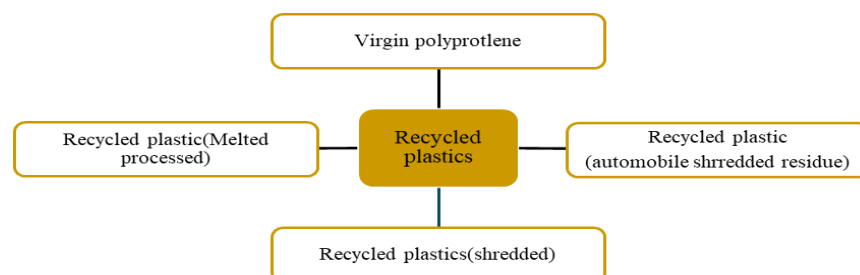 Virgin polyprotlene
Recycled plastic(Melted
processed)
Recycled
plastics
Recycled plastic
(automobile shrredded residue)
Recycled plastics(shredded)